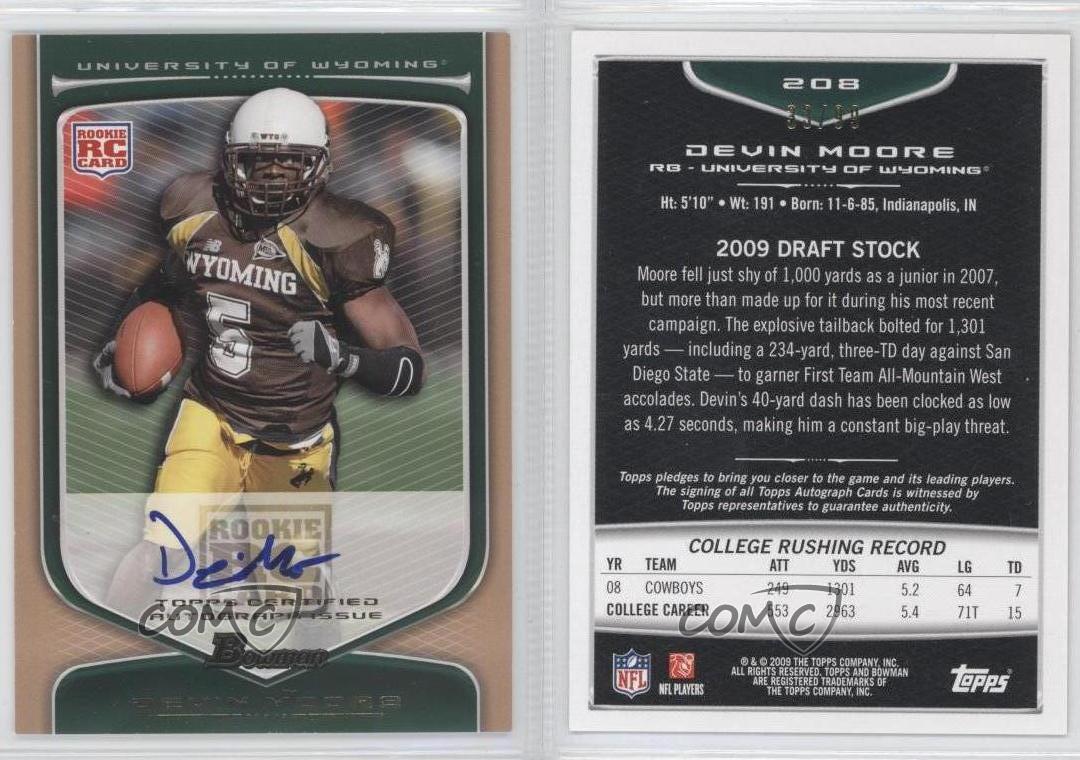 UNIVERSITY OF WYOMING®
ROOKIE
RC
CARD
WYO
NB
WYOMING
5
ROOKIE
Devin Moore
TOPPS CERTIFIED
AUTOGRAPH ISSUE
COMC
Bowman
DEVIN MOORE
208
DEVIN MOORE
RB - UNIVERSITY OF WYOMING®
Ht: 5'10" • Wt: 191 • Born: 11-6-85, Indianapolis, IN
2009 DRAFT STOCK
Moore fell just shy of 1,000 yards as a junior in 2007,
but more than made up for it during his most recent
campaign. The explosive tailback bolted for 1,301
yards — including a 234-yard, three-TD day against San
Diego State — to garner First Team All-Mountain West
accolades. Devin's 40-yard dash has been clocked as low
as 4.27 seconds, making him a constant big-play threat.
Topps pledges to bring you closer to the game and its leading players.
The signing of all Topps Autograph Cards is witnessed by
Topps representatives to guarantee authenticity.
COLLEGE RUSHING RECORD
YR TEAM ATT YDS AVG LG TD
08 COWBOYS 249 1301 5.2 64 7
COLLEGE CAREER 553 2963 5.4 71T 15
COMC
NFL
NFL PLAYERS
® & © 2009 THE TOPPS COMPANY, INC.
ALL RIGHTS RESERVED. TOPPS AND BOWMAN
ARE REGISTERED TRADEMARKS OF
THE TOPPS COMPANY, INC.
Topps